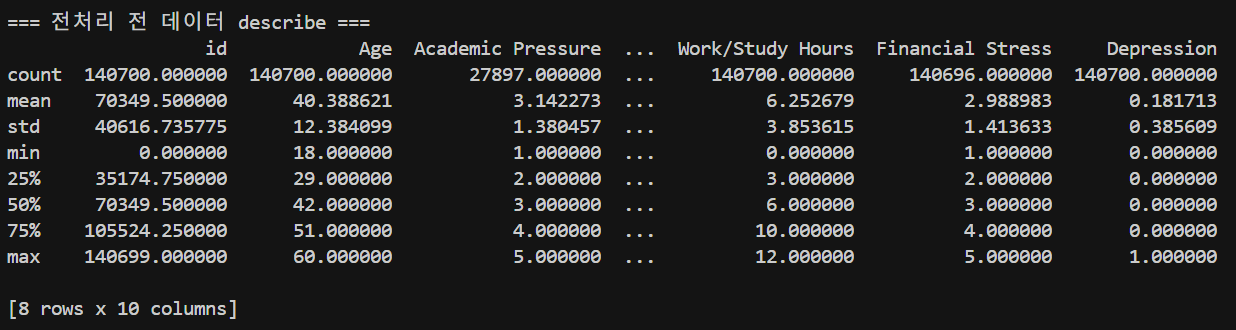 === 전처리 전 데이터 describe ===
id Age Academic Pressure ... Work/Study Hours Financial Stress Depression
count 140700.000000 140700.000000 27897.000000 ... 140700.000000 140696.000000 140700.000000
mean 70349.500000 40.388621 3.142273 ... 6.252679 2.988983 0.181713
std 40616.735775 12.384099 1.380457 ... 3.853615 1.413633 0.385609
min 0.000000 18.000000 1.000000 ... 0.000000 1.000000 0.000000
25% 35174.750000 29.000000 2.000000 ... 3.000000 2.000000 0.000000
50% 70349.500000 42.000000 3.000000 ... 6.000000 3.000000 0.000000
75% 105524.250000 51.000000 4.000000 ... 10.000000 4.000000 0.000000
max 140699.000000 60.000000 5.000000 ... 12.000000 5.000000 1.000000
[8 rows x 10 columns]